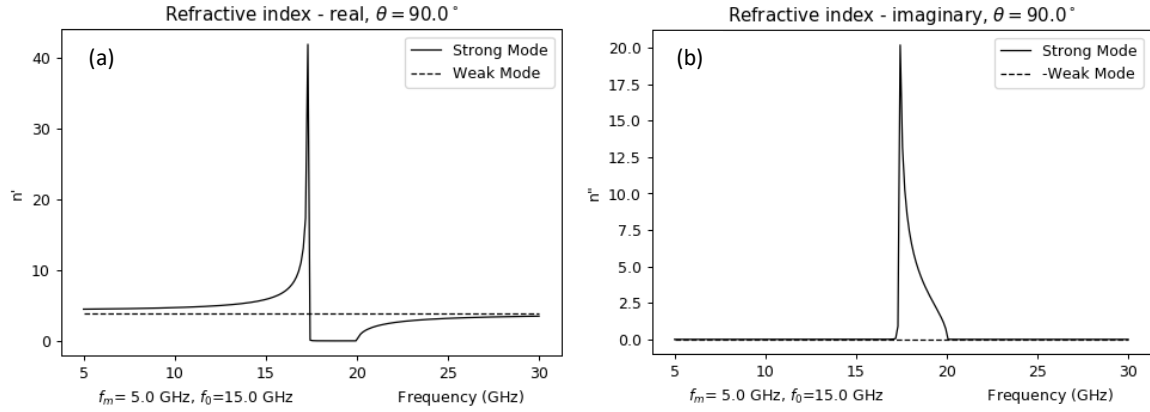 Refractive index - real, θ = 90.0°
(a)
Strong Mode
Weak Mode
40
30
20
10
0
n'
5
10
15
20
25
30
f_m= 5.0 GHz, f_0=15.0 GHz
Frequency (GHz)
Refractive index - imaginary, θ = 90.0°
(b)
Strong Mode
-Weak Mode
20.0
17.5
15.0
12.5
10.0
7.5
5.0
2.5
0.0
n"
5
10
15
20
25
30
f_m= 5.0 GHz, f_0=15.0 GHz
Frequency (GHz)